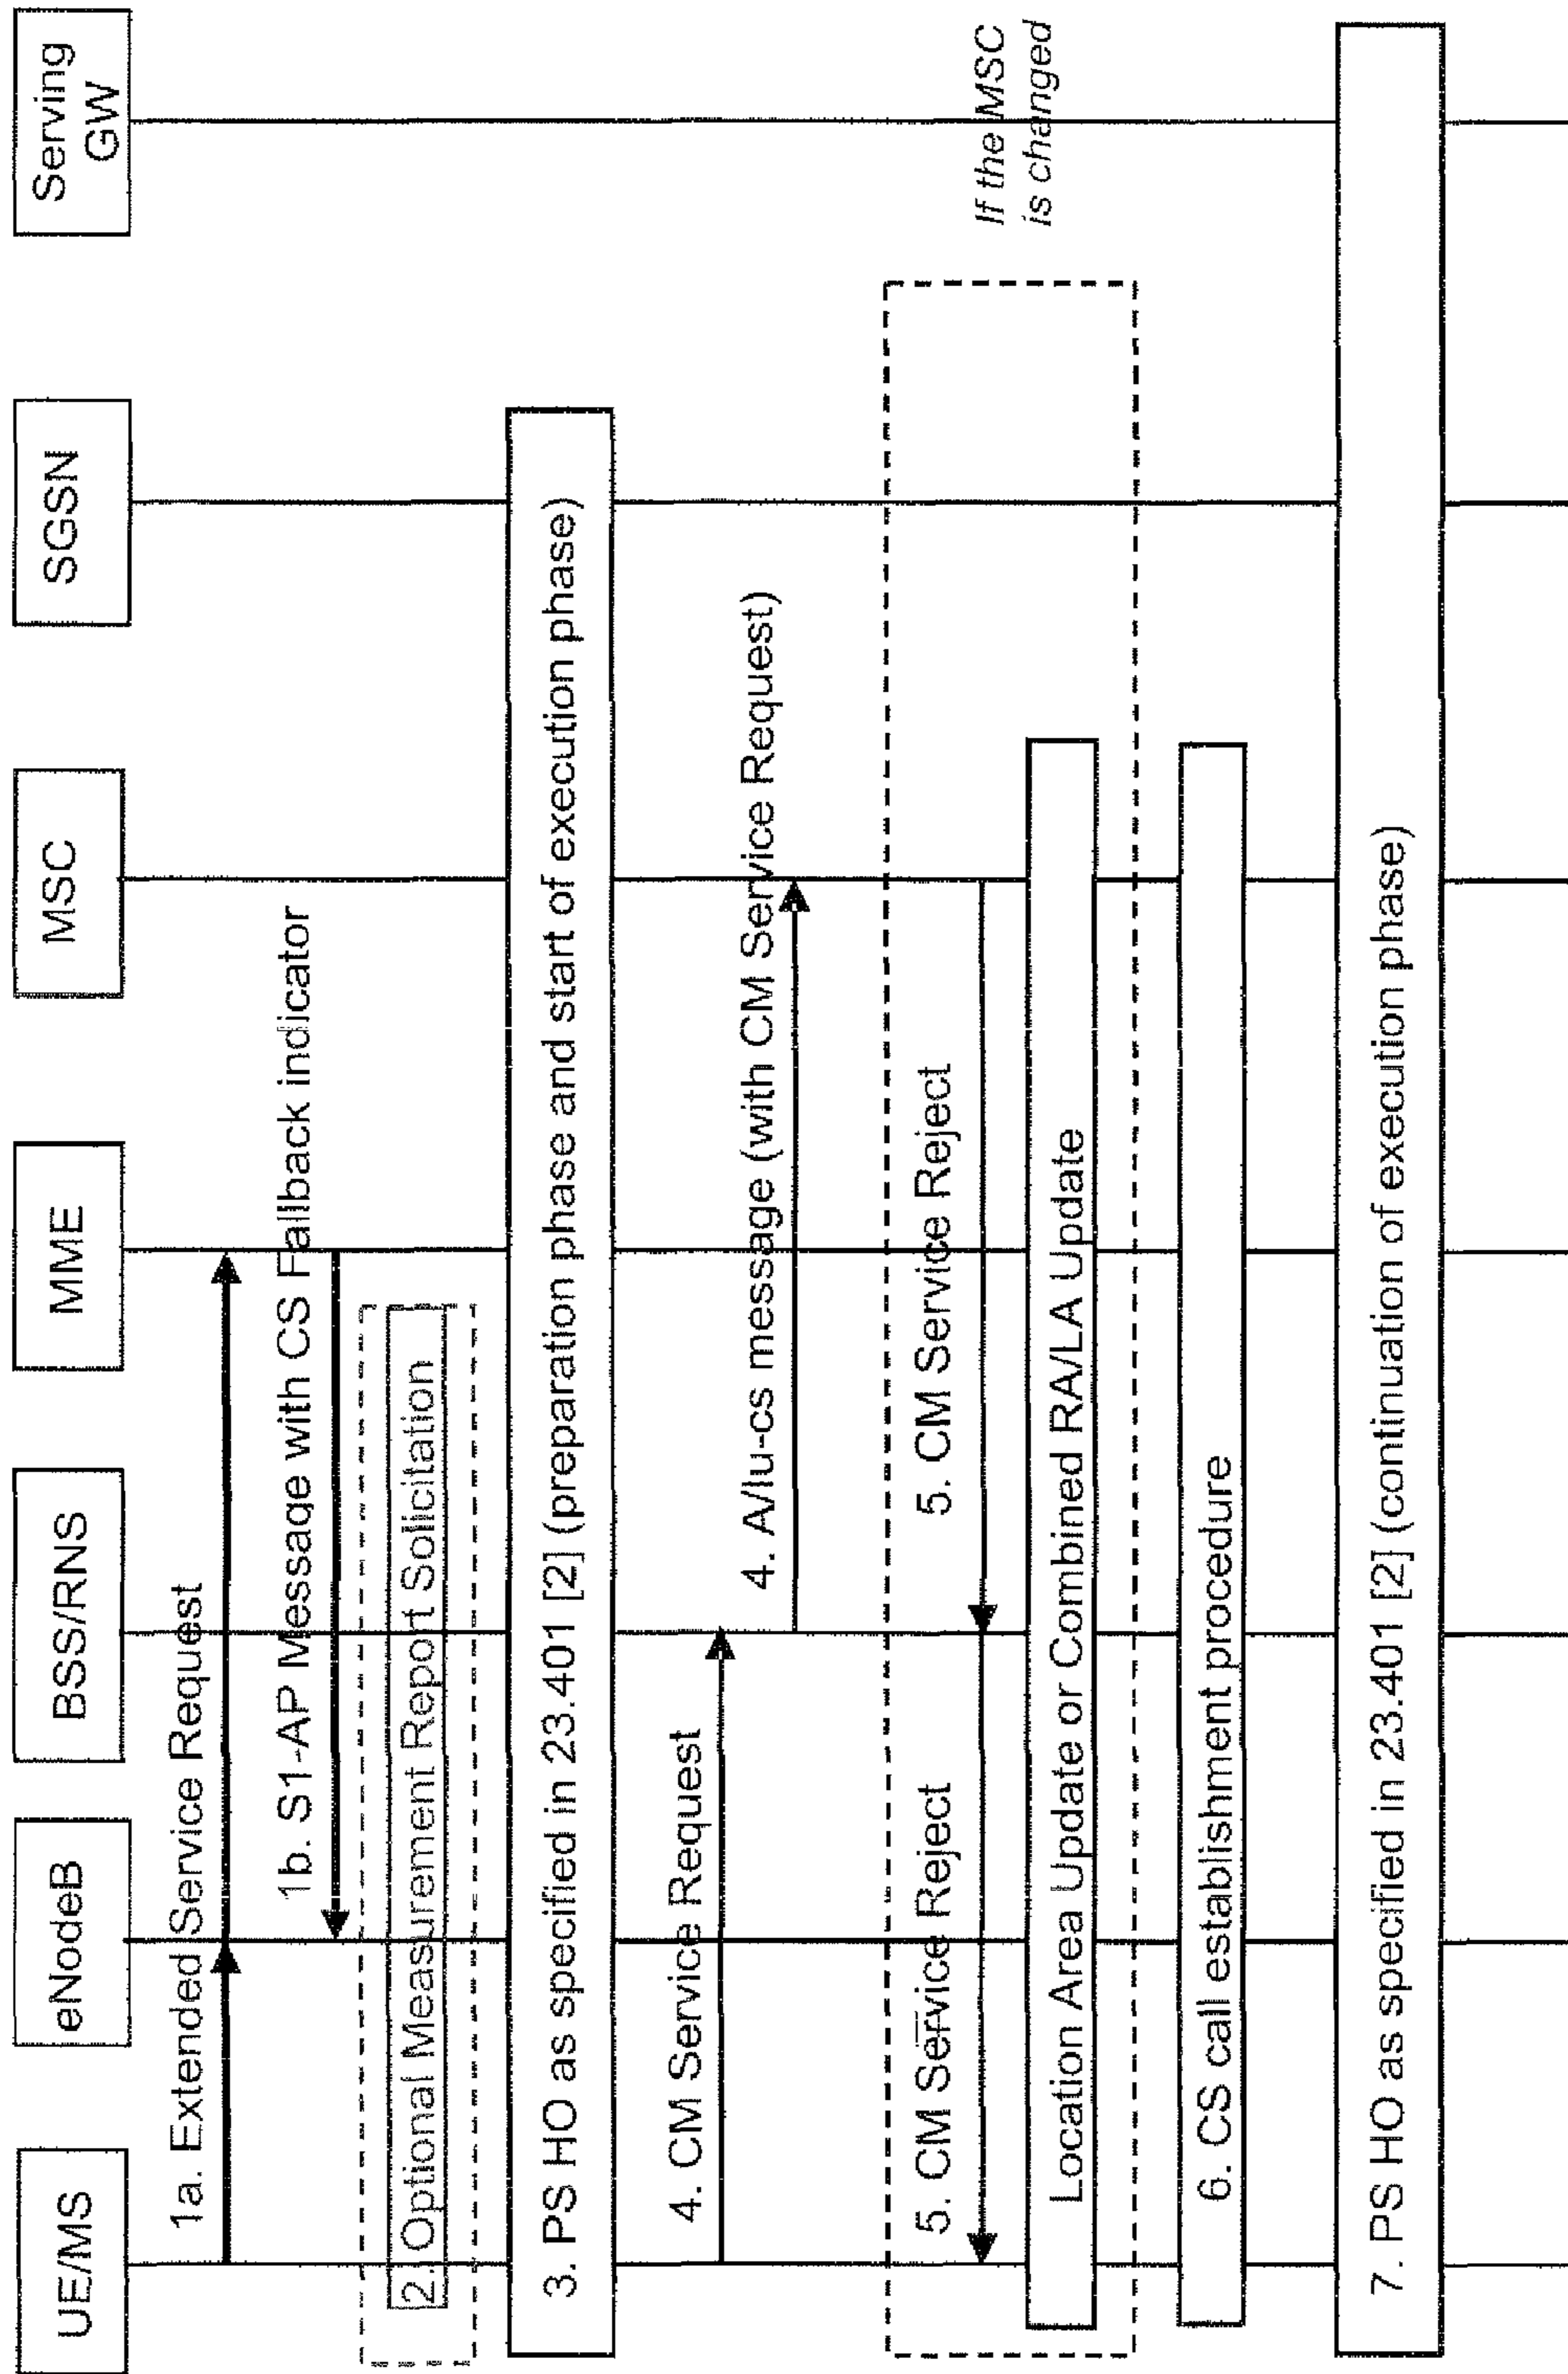 UE/MS
eNodeB
BSS/RNS
MME
MSC
SGSN
Serving
GW
1a. Extended Service Request
1b. S1-AP Message with CS Fallback indicator
2. Optional Measurement Report Solicitation
3. PS HO as specified in 23.401 [2] (preparation phase and start of execution phase)
4. CM Service Request
4. A/Iu-cs message (with CM Service Request)
5. CM Service Reject
5. CM Service Reject
If the MSC
is changed
Location Area Update or Combined RA/LA Update
6. CS call establishment procedure
7. PS HO as specified in 23.401 [2] (continuation of execution phase)